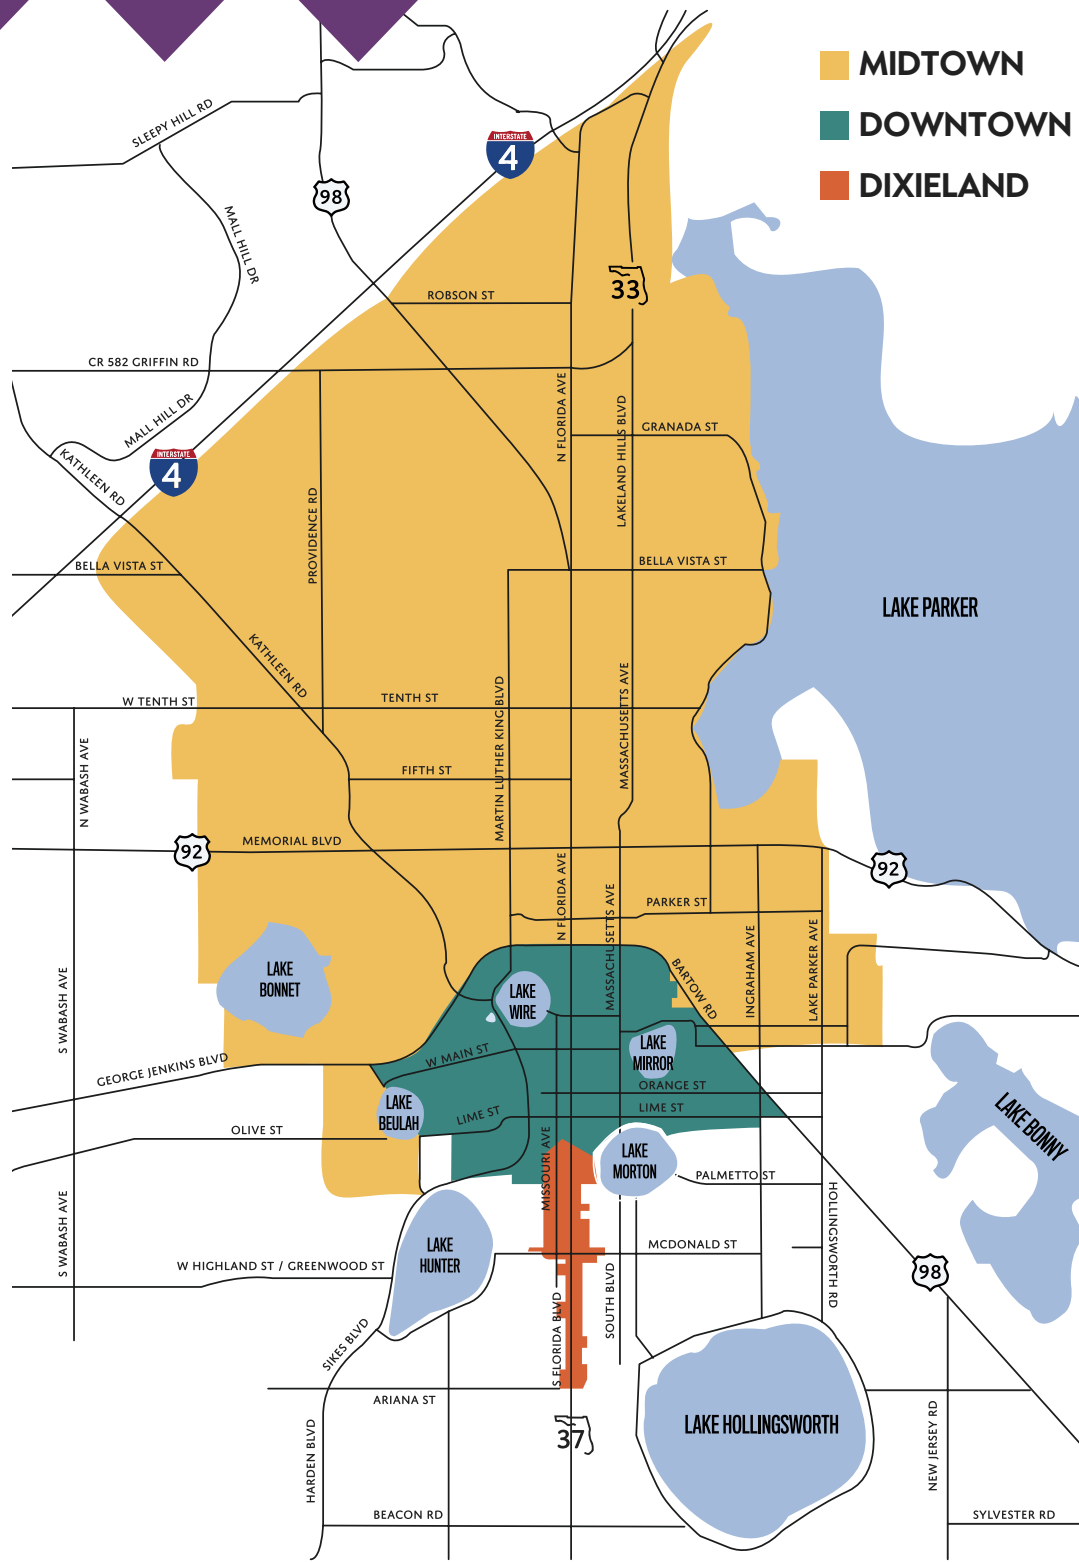 MIDTOWN
DOWNTOWN
DIXIELAND
SLEEPY HILL RD
INTERSTATE
4
98
MALL HILL DR
33
ROBSON ST
CR 582 GRIFFIN RD
N FLORIDA AVE
LAKELAND HILLS BLVD
GRANADA ST
MALL HILL DR
INTERSTATE
4
KATHLEEN RD
PROVIDENCE RD
BELLA VISTA ST
BELLA VISTA ST
LAKE PARKER
KATHLEEN RD
W TENTH ST
TENTH ST
MARTIN LUTHER KING BLVD
MASSACHUSETTS AVE
N WABASH AVE
FIFTH ST
92
MEMORIAL BLVD
92
N FLORIDA AVE
MASSACHUSETTS AVE
PARKER ST
INGRAHAM AVE
LAKE PARKER AVE
S WABASH AVE
LAKE
BONNET
LAKE
WIRE
BARTOW RD
LAKE
MIRROR
GEORGE JENKINS BLVD
W MAIN ST
ORANGE ST
LAKE
BEULAH
LIME ST
LIME ST
LAKE BONNY
OLIVE ST
MISSOURI AVE
LAKE
MORTON
PALMETTO ST
S WABASH AVE
HOLLINGSWORTH RD
LAKE
HUNTER
MCDONALD ST
W HIGHLAND ST / GREENWOOD ST
98
SOUTH BLVD
S FLORIDA BLVD
SIKES BLVD
ARIANA ST
37
LAKE HOLLINGSWORTH
HARDEN BLVD
NEW JERSEY RD
BEACON RD
SYLVESTER RD